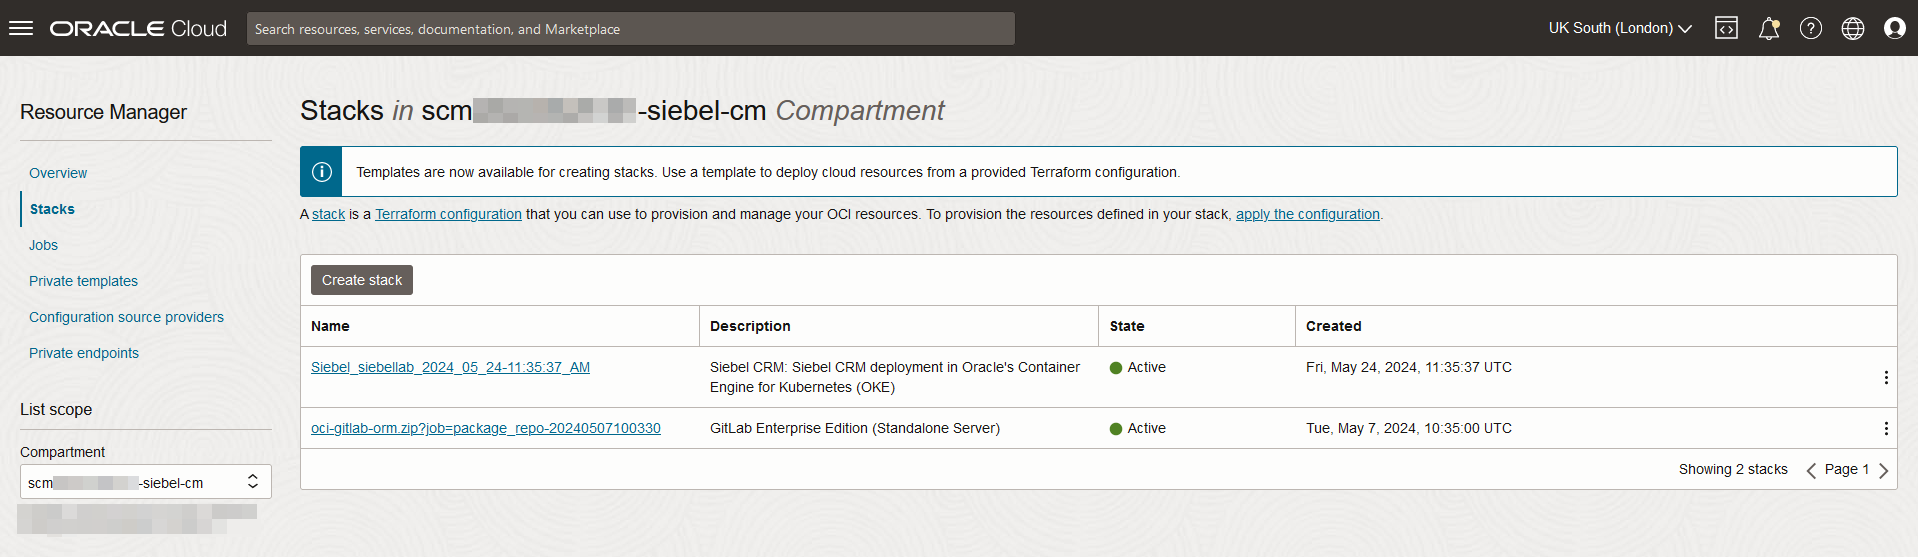 ORACLE Cloud
Search resources, services, documentation, and Marketplace
UK South (London)
Resource Manager
Overview
Stacks
Jobs
Private templates
Configuration source providers
Private endpoints
List scope
Compartment
scm -siebel-cm
Stacks in scm -siebel-cm Compartment
Templates are now available for creating stacks. Use a template to deploy cloud resources from a provided Terraform configuration.
A stack is a Terraform configuration that you can use to provision and manage your OCI resources. To provision the resources defined in your stack, apply the configuration.
Create stack
Name Description State Created
Siebel_siebellab_2024_05_24-11:35:37_AM Siebel CRM: Siebel CRM deployment in Oracle's Container Active Fri, May 24, 2024, 11:35:37 UTC
Engine for Kubernetes (OKE)
oci-gitlab-orm.zip?job=package_repo-20240507100330 GitLab Enterprise Edition (Standalone Server) Active Tue, May 7, 2024, 10:35:00 UTC
Showing 2 stacks Page 1